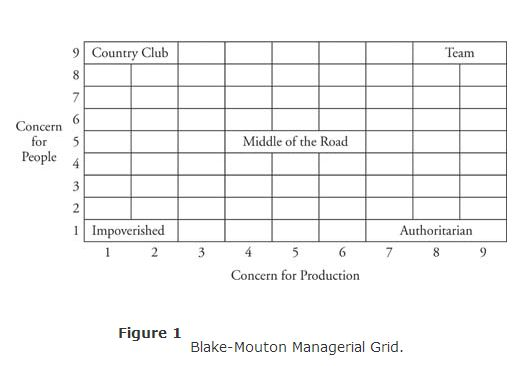 9 Country Club Team
8
7
6
Concern
for
People
5 Middle of the Road
4
3
2
1 Impoverished Authoritarian
1 2 3 4 5 6 7 8 9
Concern for Production
Figure 1
Blake-Mouton Managerial Grid.